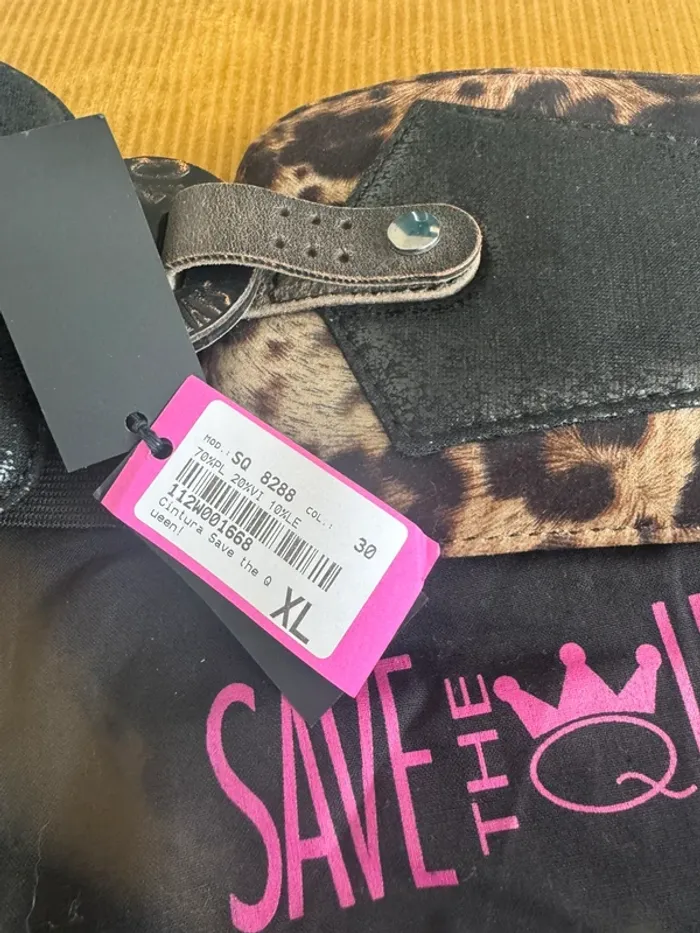 MOD.: SQ 8288 COL.: 30
70%PL 20%VI 10%LE
112W001668
Cintura Save the Q
ueen!
XL
SAVE
THE
Q